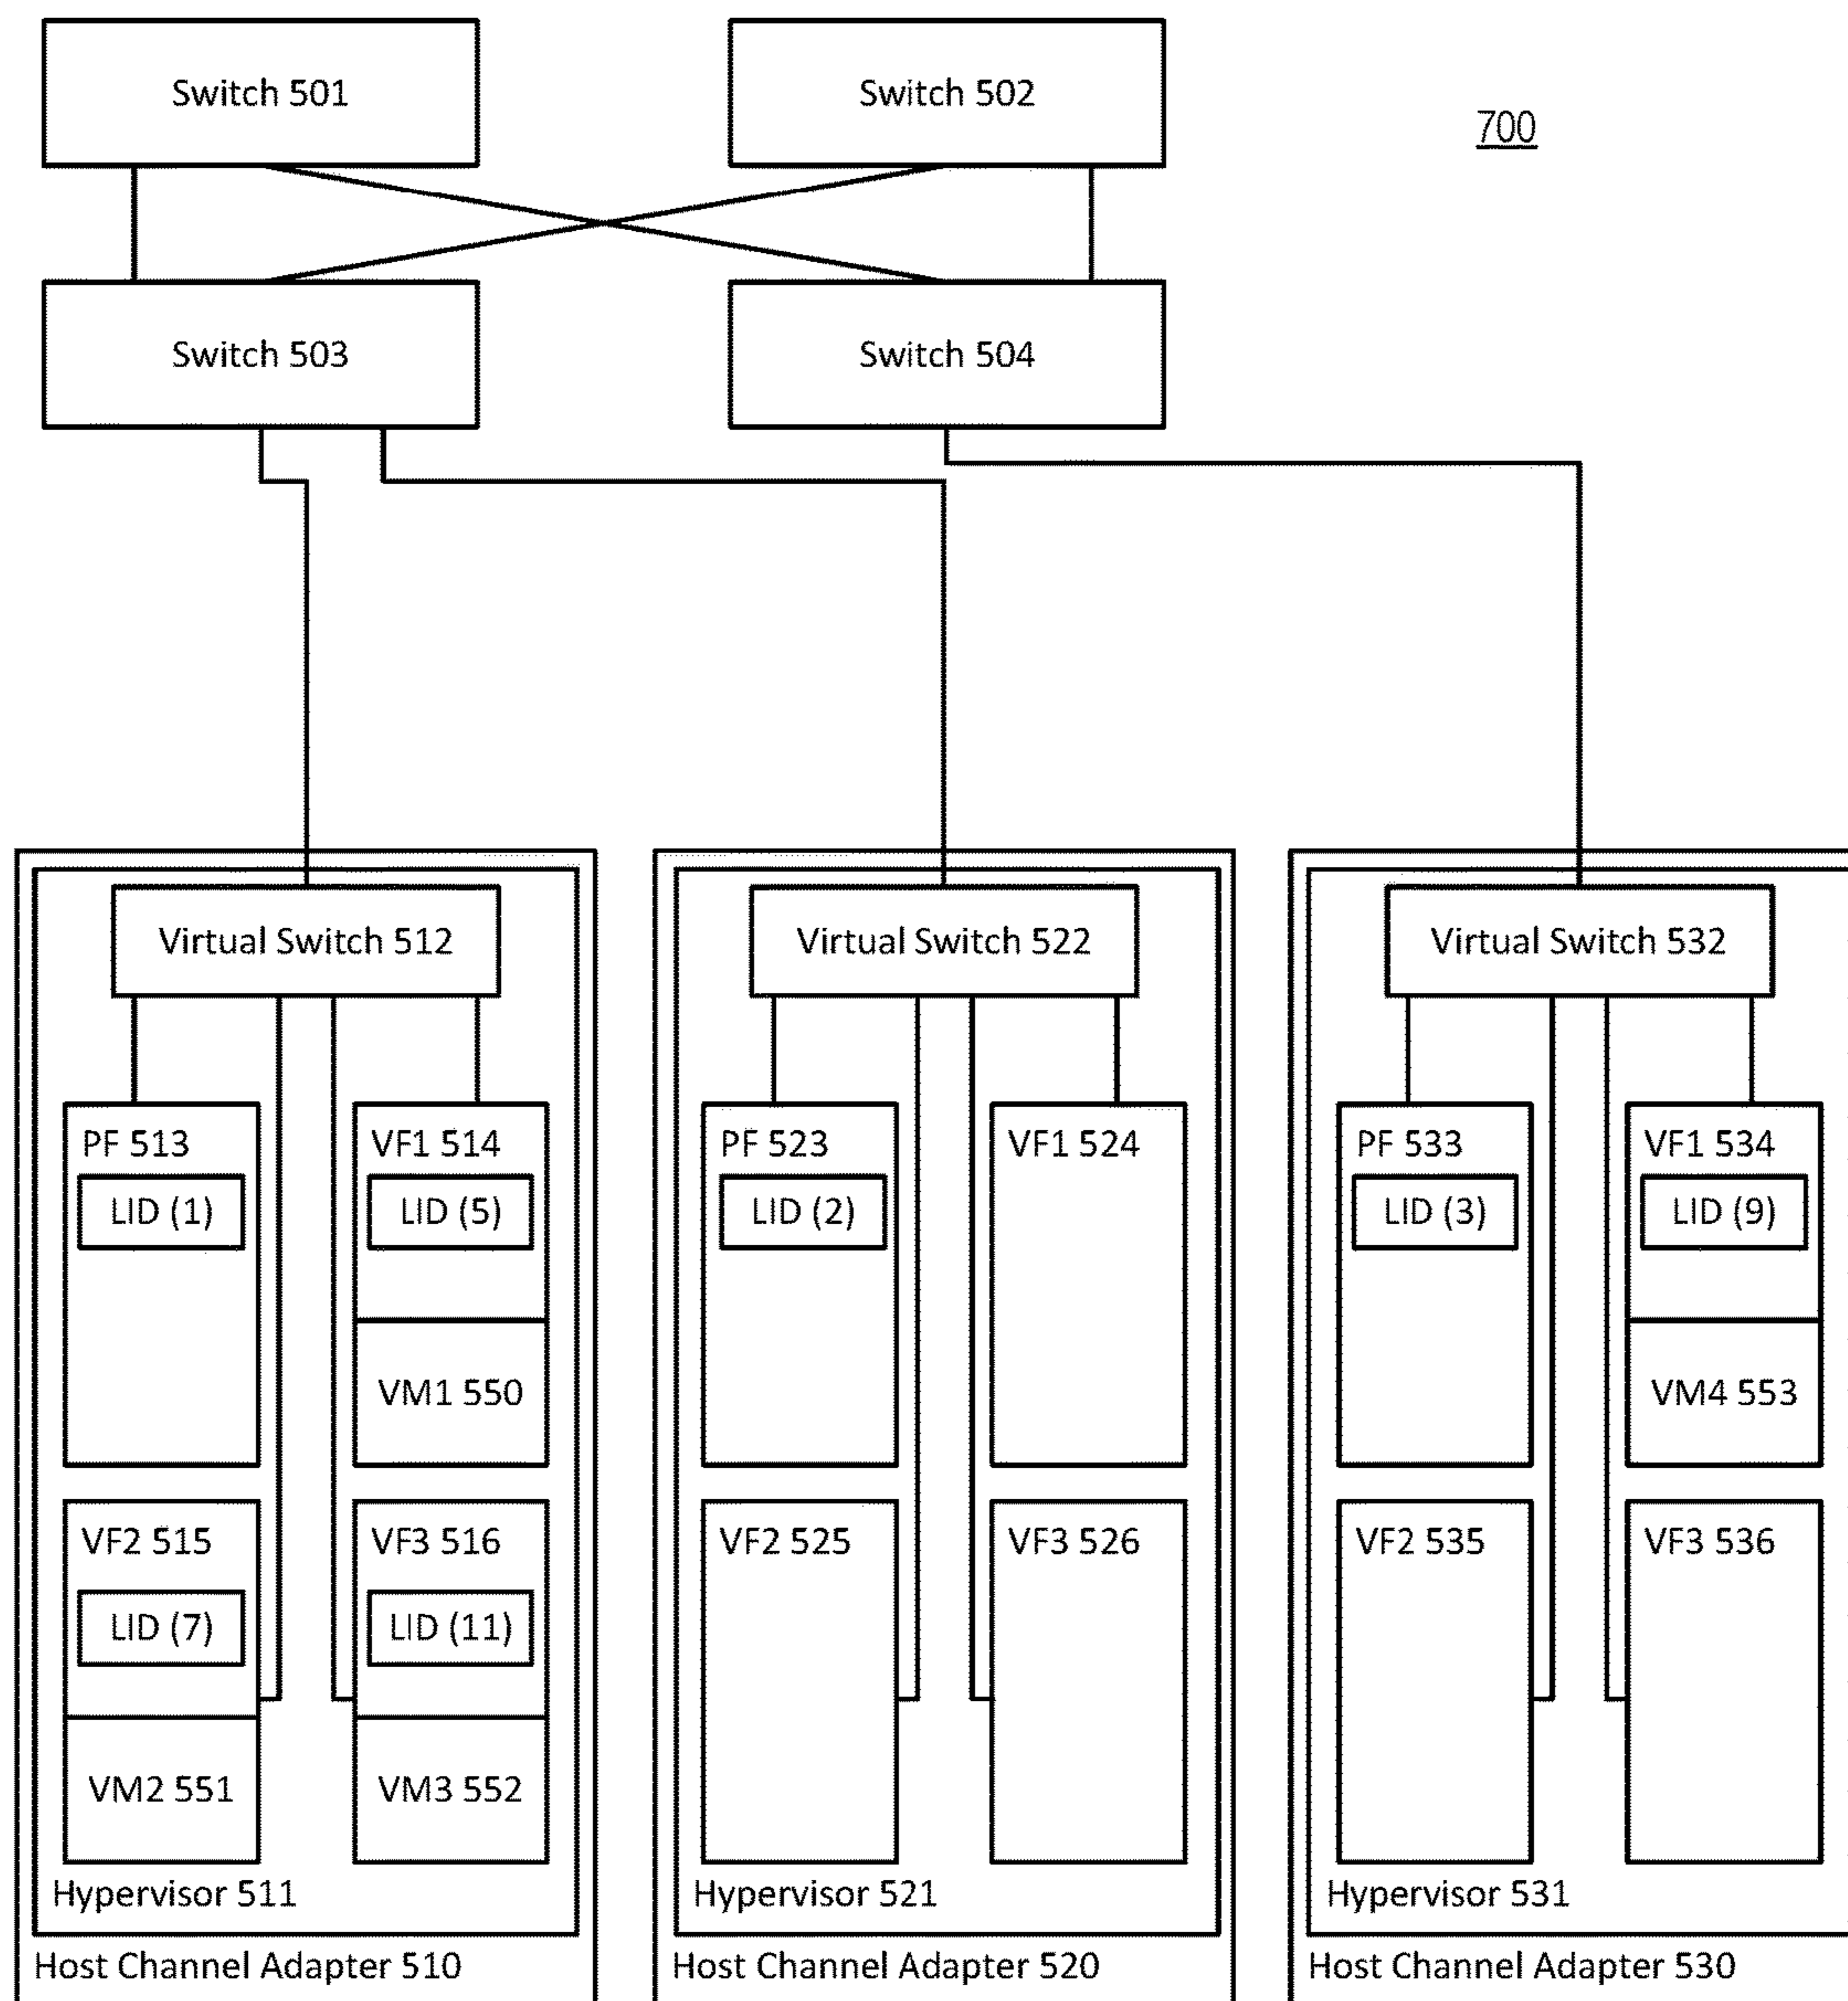 Switch 501
Switch 502
700
Switch 503
Switch 504
Virtual Switch 512
Virtual Switch 522
Virtual Switch 532
PF 513
LID (1)
VF1 514
LID (5)
VM1 550
VF2 515
LID (7)
VM2 551
VF3 516
LID (11)
VM3 552
Hypervisor 511
Host Channel Adapter 510
PF 523
LID (2)
VF1 524
VF2 525
VF3 526
Hypervisor 521
Host Channel Adapter 520
PF 533
LID (3)
VF1 534
LID (9)
VM4 553
VF2 535
VF3 536
Hypervisor 531
Host Channel Adapter 530